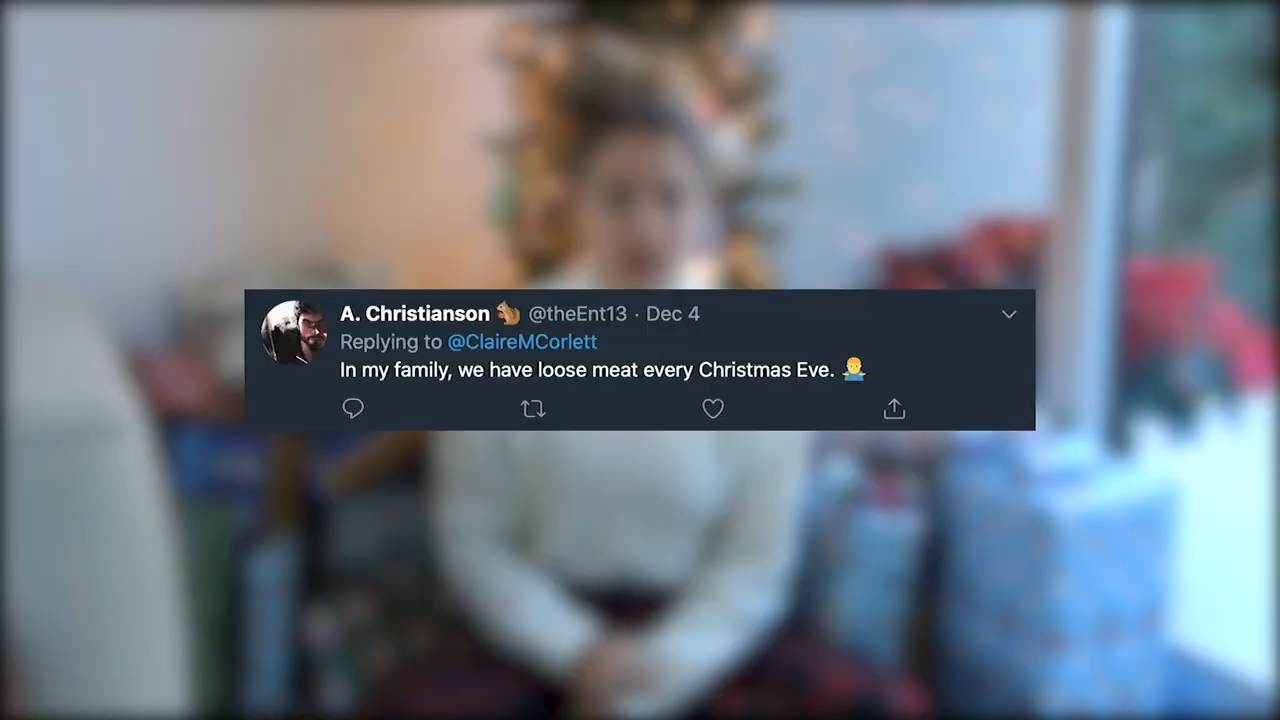 A. Christianson 🐿️ @theEnt13 · Dec 4
Replying to @ClaireMCorlett
In my family, we have loose meat every Christmas Eve. 🤷‍♂️